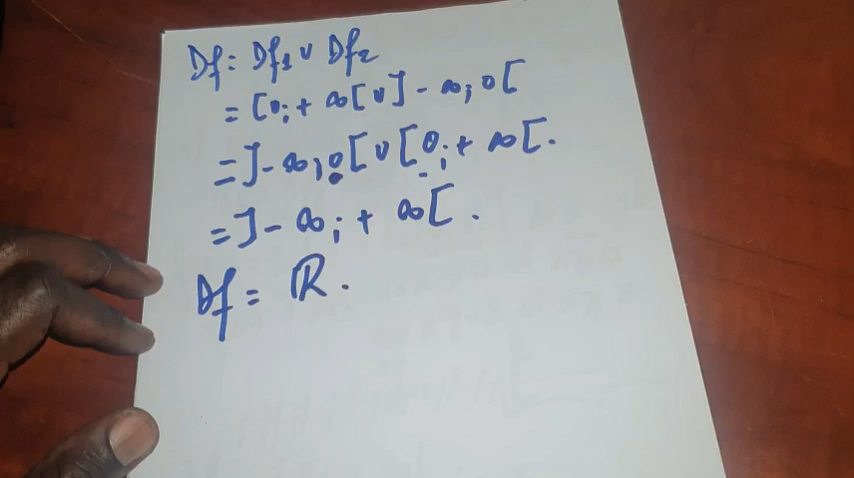 Df = Df1 ∪ Df2
= [0; +∞[ ∪ ]-∞; 0[
= ]-∞; 0[ ∪ [0; +∞[.
= ]-∞; +∞[.
Df = ℝ.